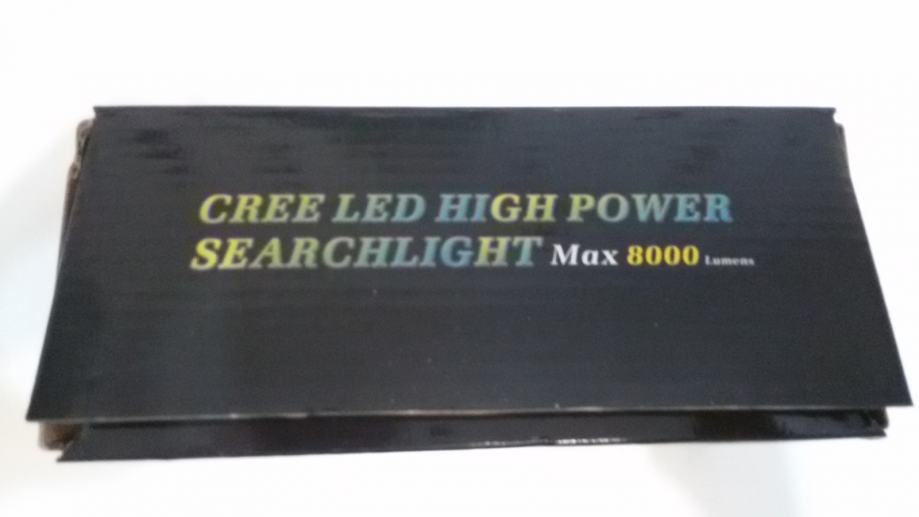 CREE LED HIGH POWER
SEARCHLIGHT Max 8000 Lumens